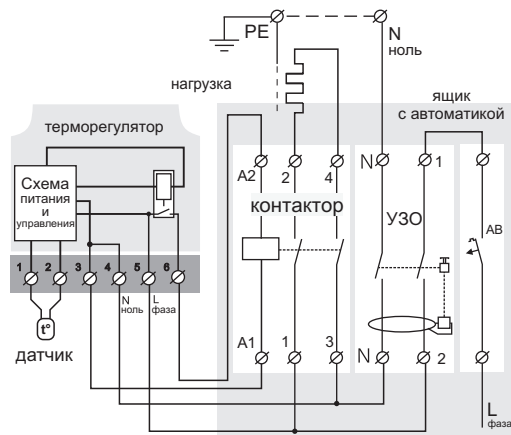 PE
N
ноль
нагрузка
ящик
с автоматикой
терморегулятор
Схема
питания
и
управления
A2
2
4
N
1
контактор
УЗО
АВ
1
2
3
4
5
6
N
ноль
L
фаза
t°
датчик
A1
1
3
N
2
L
фаза